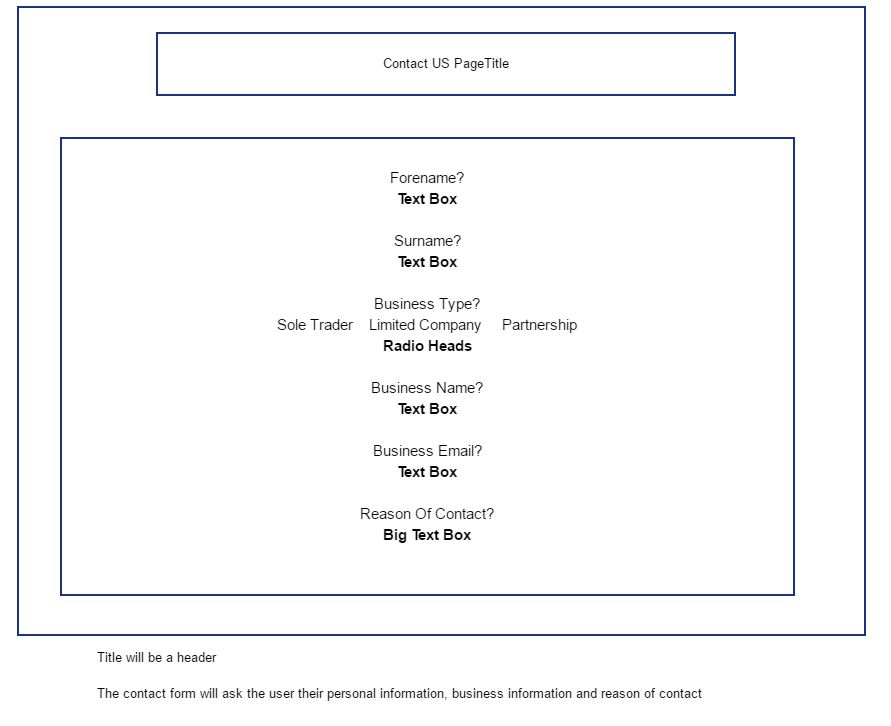 Contact US PageTitle
Forename?
Text Box
Surname?
Text Box
Business Type?
Sole Trader Limited Company Partnership
Radio Heads
Business Name?
Text Box
Business Email?
Text Box
Reason Of Contact?
Big Text Box
Title will be a header
The contact form will ask the user their personal information, business information and reason of contact